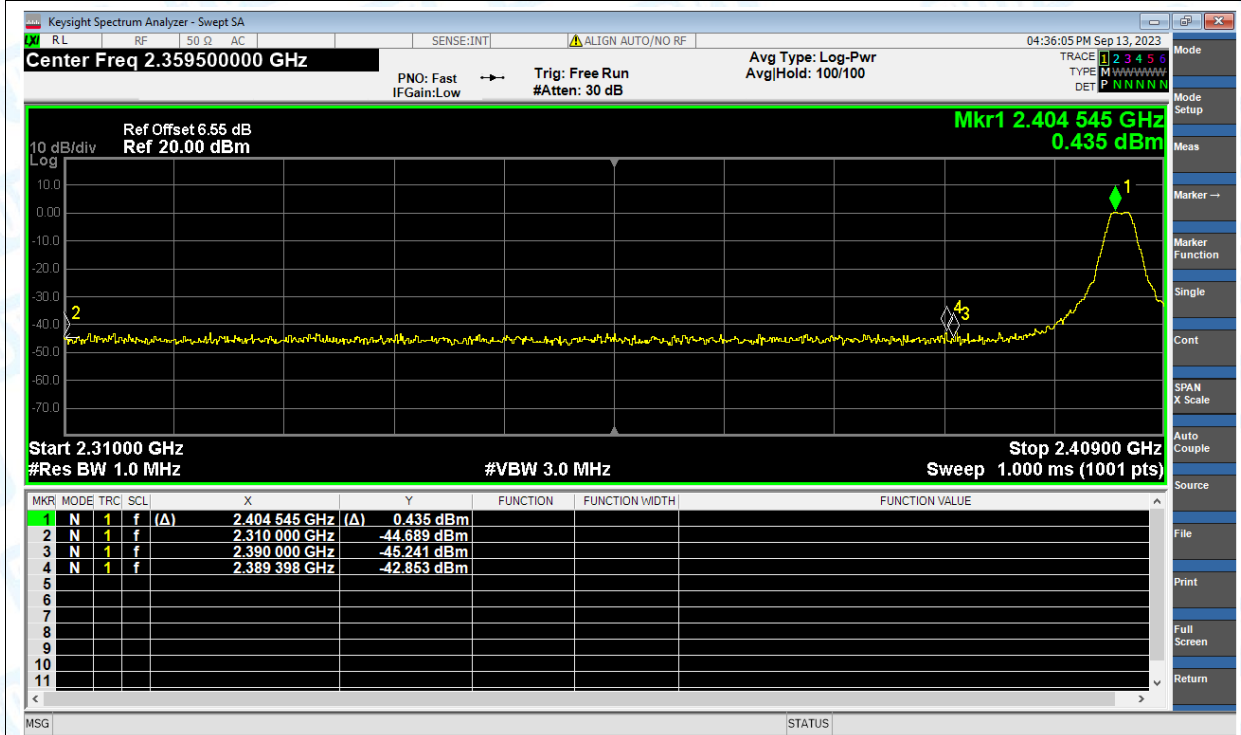 Keysight Spectrum Analyzer - Swept SA
LXI RL RF 50 Ω AC SENSE:INT ALIGN AUTO/NO RF 04:36:05 PM Sep 13, 2023
Center Freq 2.359500000 GHz
PNO: Fast
IFGain:Low
Trig: Free Run
#Atten: 30 dB
Avg Type: Log-Pwr
Avg|Hold: 100/100
TRACE 1 2 3 4 5 6
TYPE M WWWWW
DET P N N N N N
Ref Offset 6.55 dB
Ref 20.00 dBm
10 dB/div
Log
Mkr1 2.404 545 GHz
0.435 dBm
10.0
0.00
-10.0
-20.0
-30.0
-40.0
-50.0
-60.0
-70.0
1
2
4
3
Start 2.31000 GHz Stop 2.40900 GHz
#Res BW 1.0 MHz #VBW 3.0 MHz Sweep 1.000 ms (1001 pts)
MKR MODE TRC SCL X Y FUNCTION FUNCTION WIDTH FUNCTION VALUE
1 N 1 f (Δ) 2.404 545 GHz (Δ) 0.435 dBm
2 N 1 f 2.310 000 GHz -44.689 dBm
3 N 1 f 2.390 000 GHz -45.241 dBm
4 N 1 f 2.389 398 GHz -42.853 dBm
5
6
7
8
9
10
11
MSG STATUS
Mode
Mode
Setup
Meas
Marker →
Marker
Function
Single
Cont
SPAN
X Scale
Auto
Couple
Source
File
Print
Full
Screen
Return